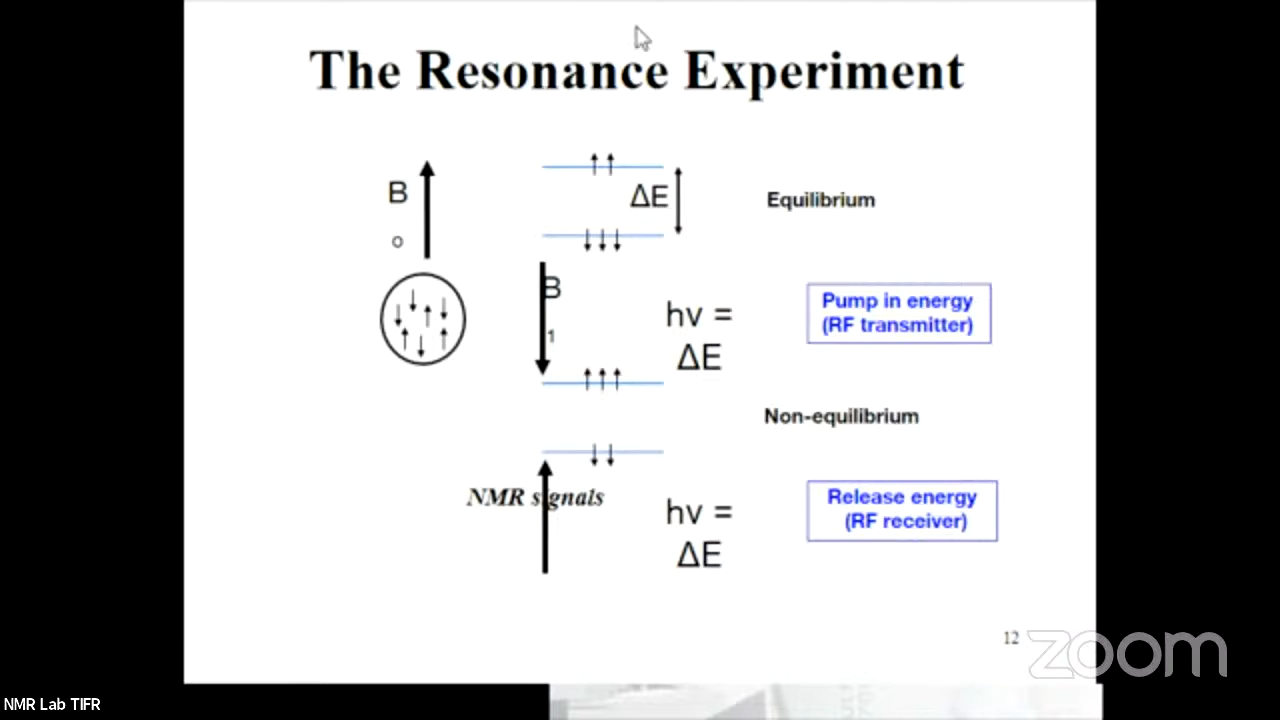 The Resonance Experiment
B
o
ΔE
Equilibrium
B
1
hν =
ΔE
Pump in energy
(RF transmitter)
Non-equilibrium
NMR signals
hν =
ΔE
Release energy
(RF receiver)
12
zoom
NMR Lab TIFR